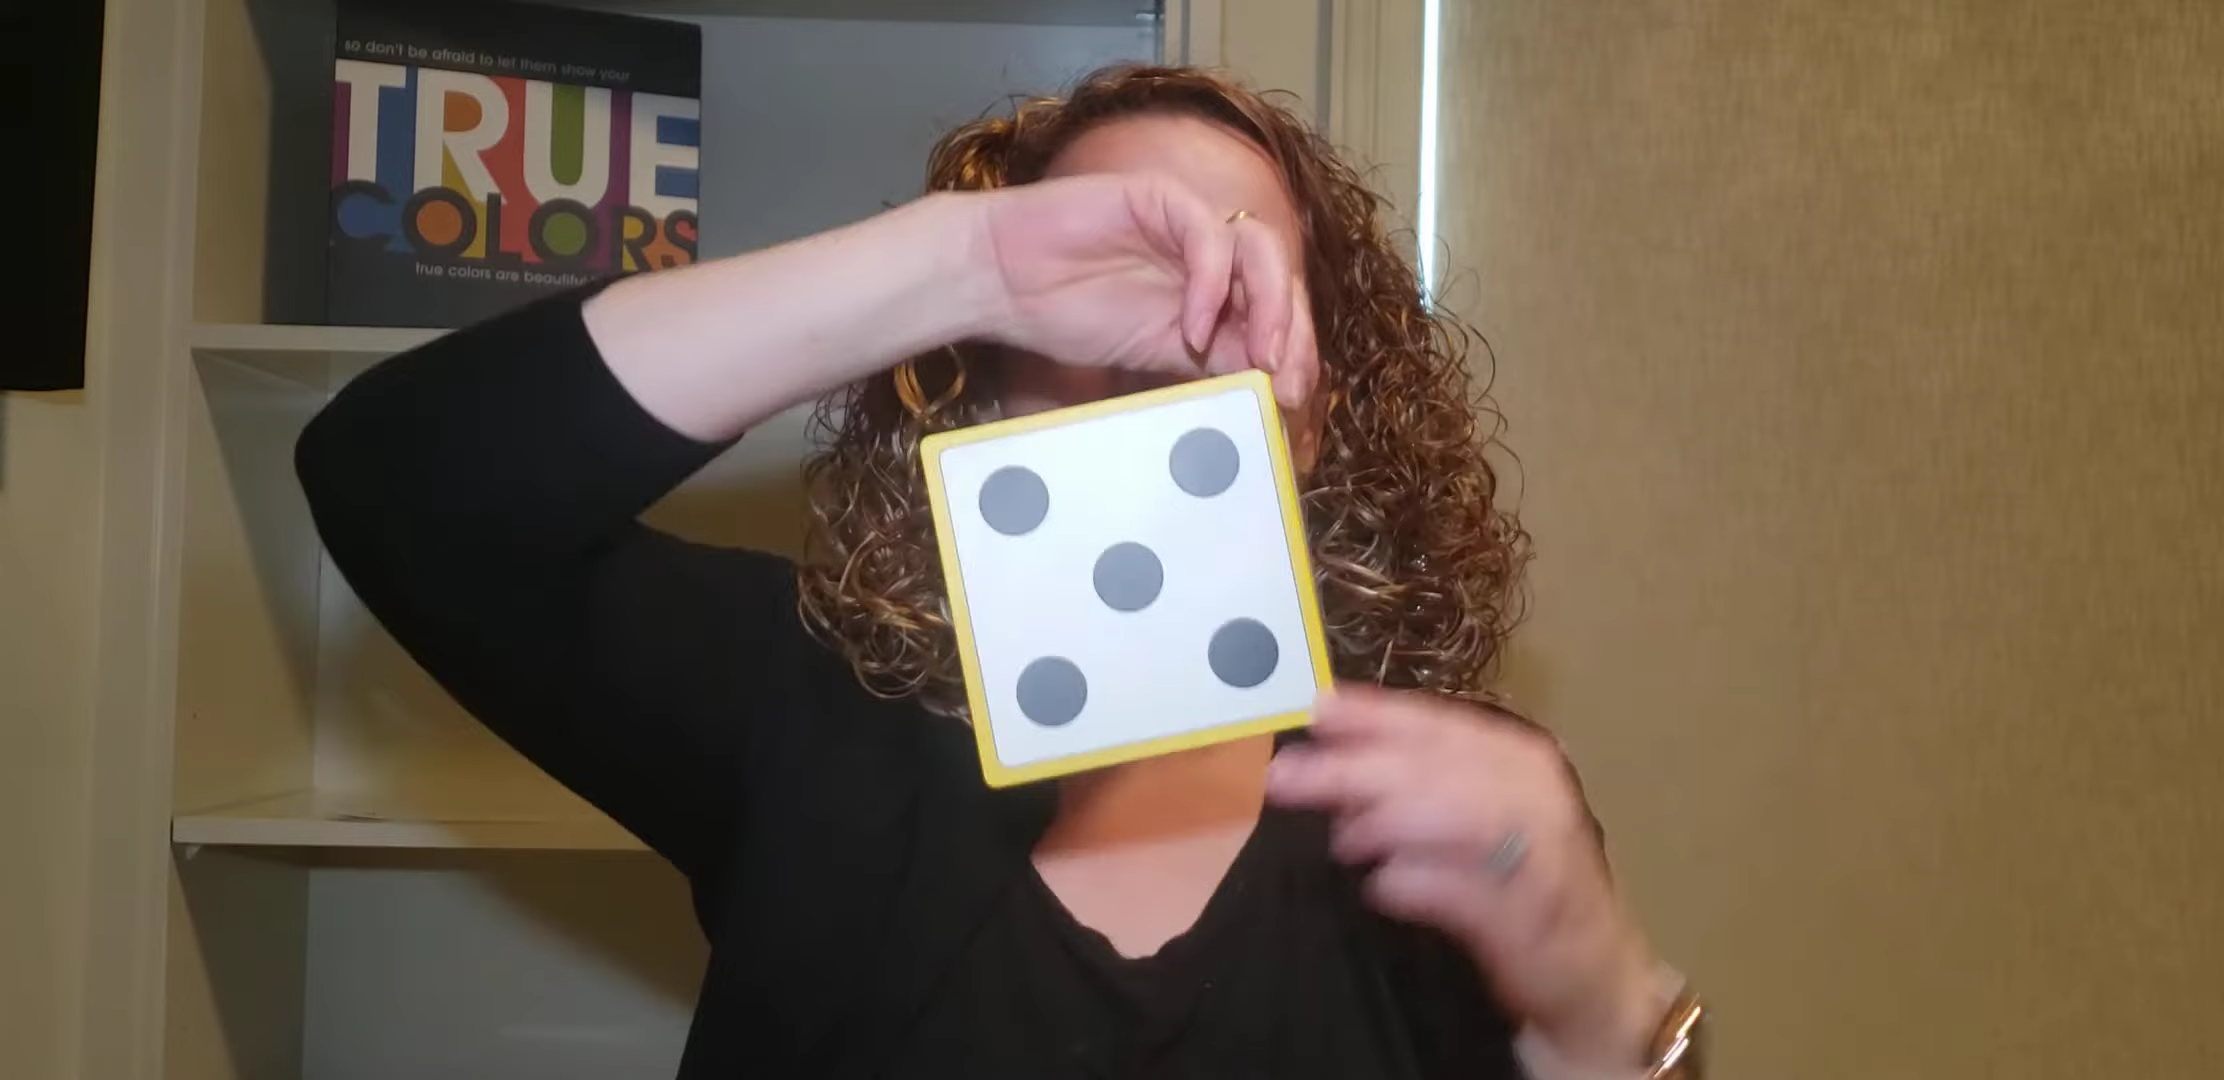 so don't be afraid to let them show your
TRUE
COLORS
true colors are beautiful